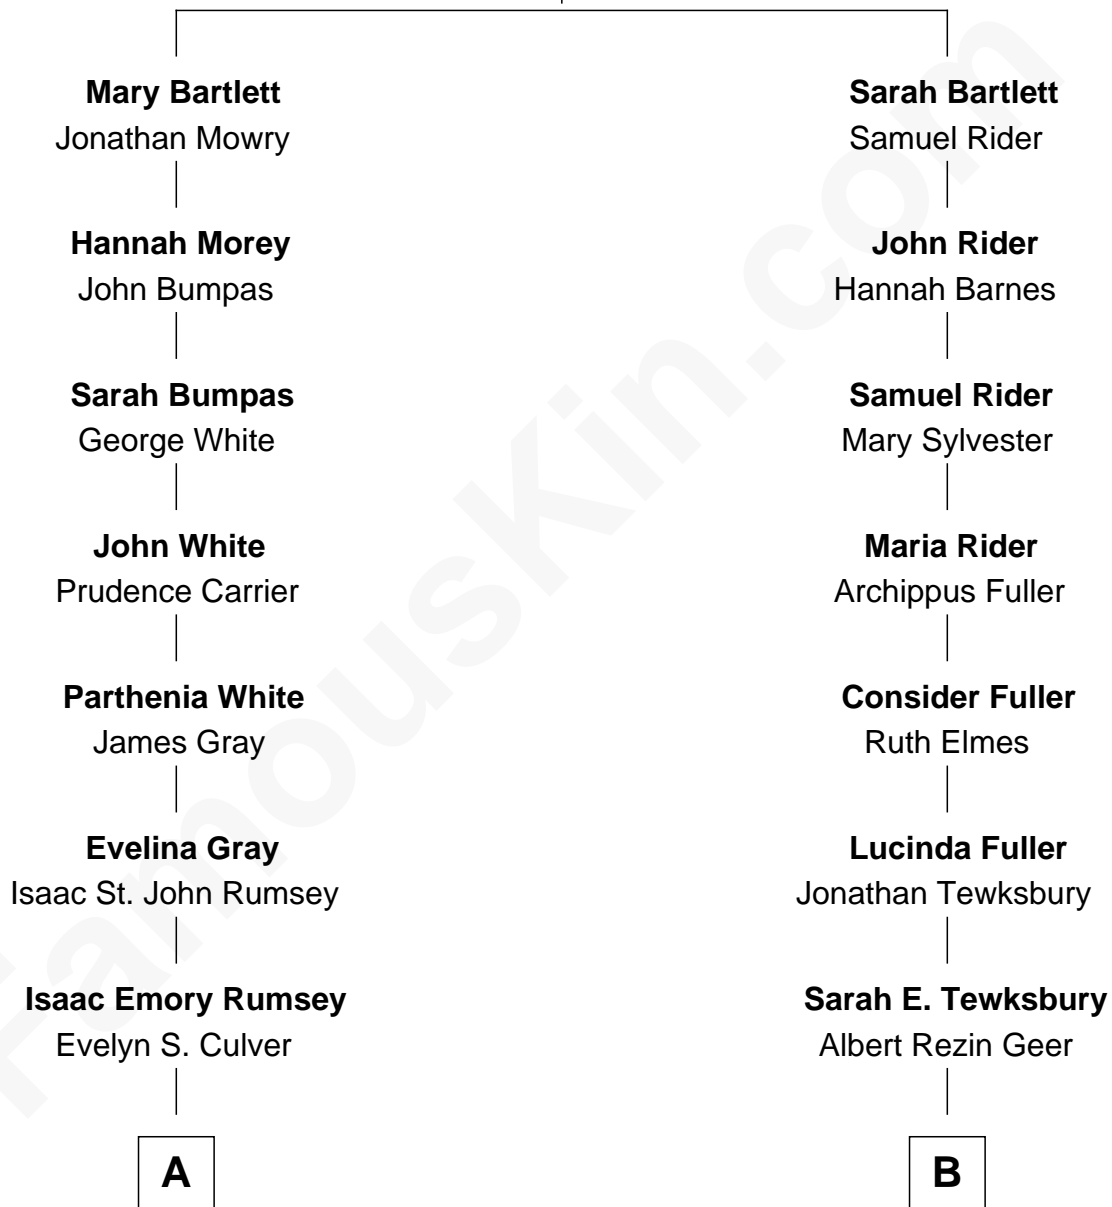 Mary Bartlett
Jonathan Mowry
Hannah Morey
John Bumpas
Sarah Bumpas
George White
John White
Prudence Carrier
Parthenia White
James Gray
Evelina Gray
Isaac St. John Rumsey
Isaac Emory Rumsey
Evelyn S. Culver
A
Sarah Bartlett
Samuel Rider
John Rider
Hannah Barnes
Samuel Rider
Mary Sylvester
Maria Rider
Archippus Fuller
Consider Fuller
Ruth Elmes
Lucinda Fuller
Jonathan Tewksbury
Sarah E. Tewksbury
Albert Rezin Geer
B
FamousKin.com